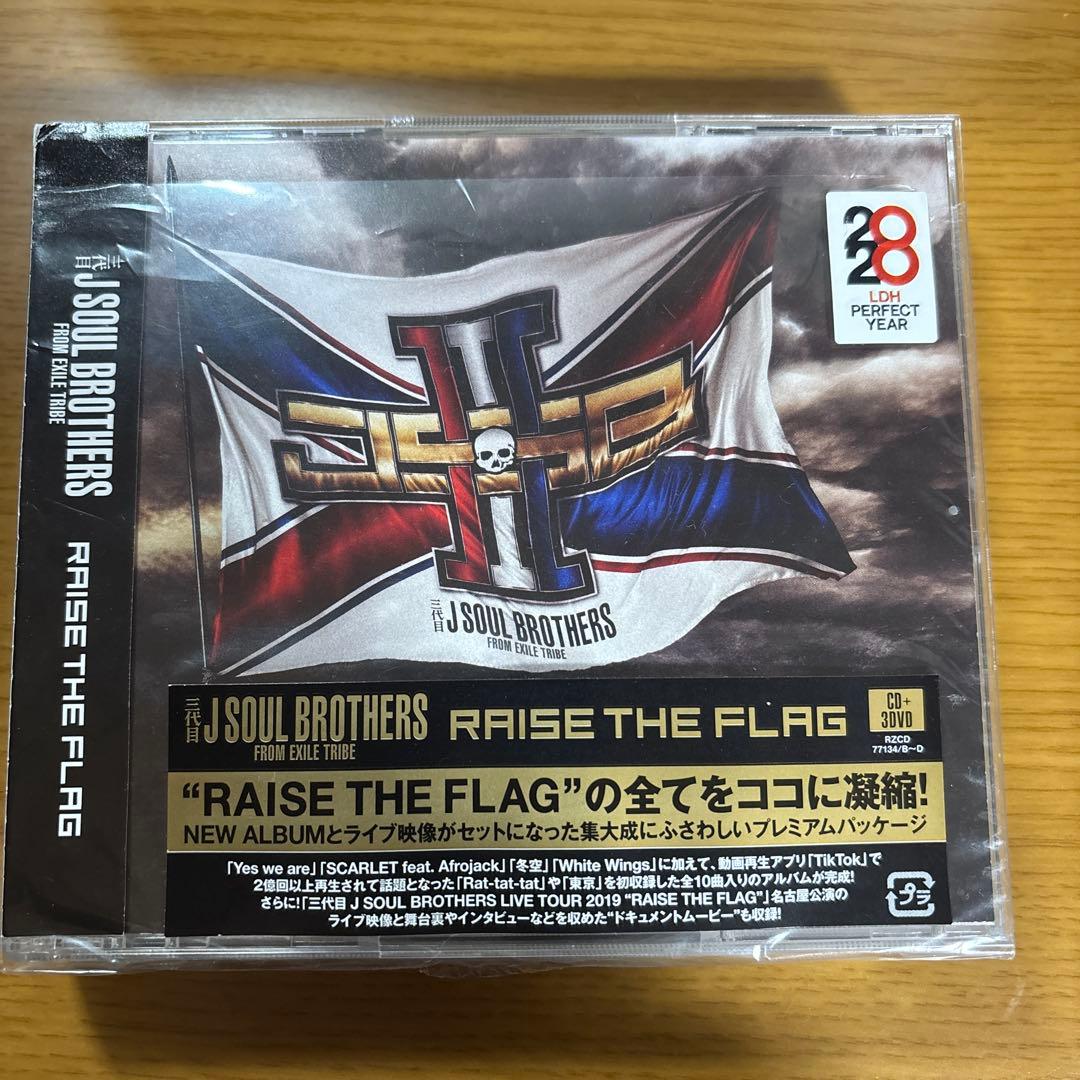 三代目 J SOUL BROTHERS
FROM EXILE TRIBE
RAISE THE FLAG
2020
LDH
PERFECT
YEAR
JSB
三代目 J SOUL BROTHERS
FROM EXILE TRIBE
三代目 J SOUL BROTHERS
FROM EXILE TRIBE
RAISE THE FLAG
CD+
3DVD
RZCD
77134/B~D
“RAISE THE FLAG”の全てをココに凝縮!
NEW ALBUMとライブ映像がセットになった集大成にふさわしいプレミアムパッケージ
「Yes we are」「SCARLET feat. Afrojack」「冬空」「White Wings」に加えて、動画再生アプリ「TikTok」で
2億回以上再生されて話題となった「Rat-tat-tat」や「東京」を初収録した全10曲入りのアルバムが完成!
さらに!「三代目 J SOUL BROTHERS LIVE TOUR 2019 “RAISE THE FLAG”」名古屋公演の
ライブ映像と舞台裏やインタビューなどを収めた“ドキュメントムービー”も収録!
プラ